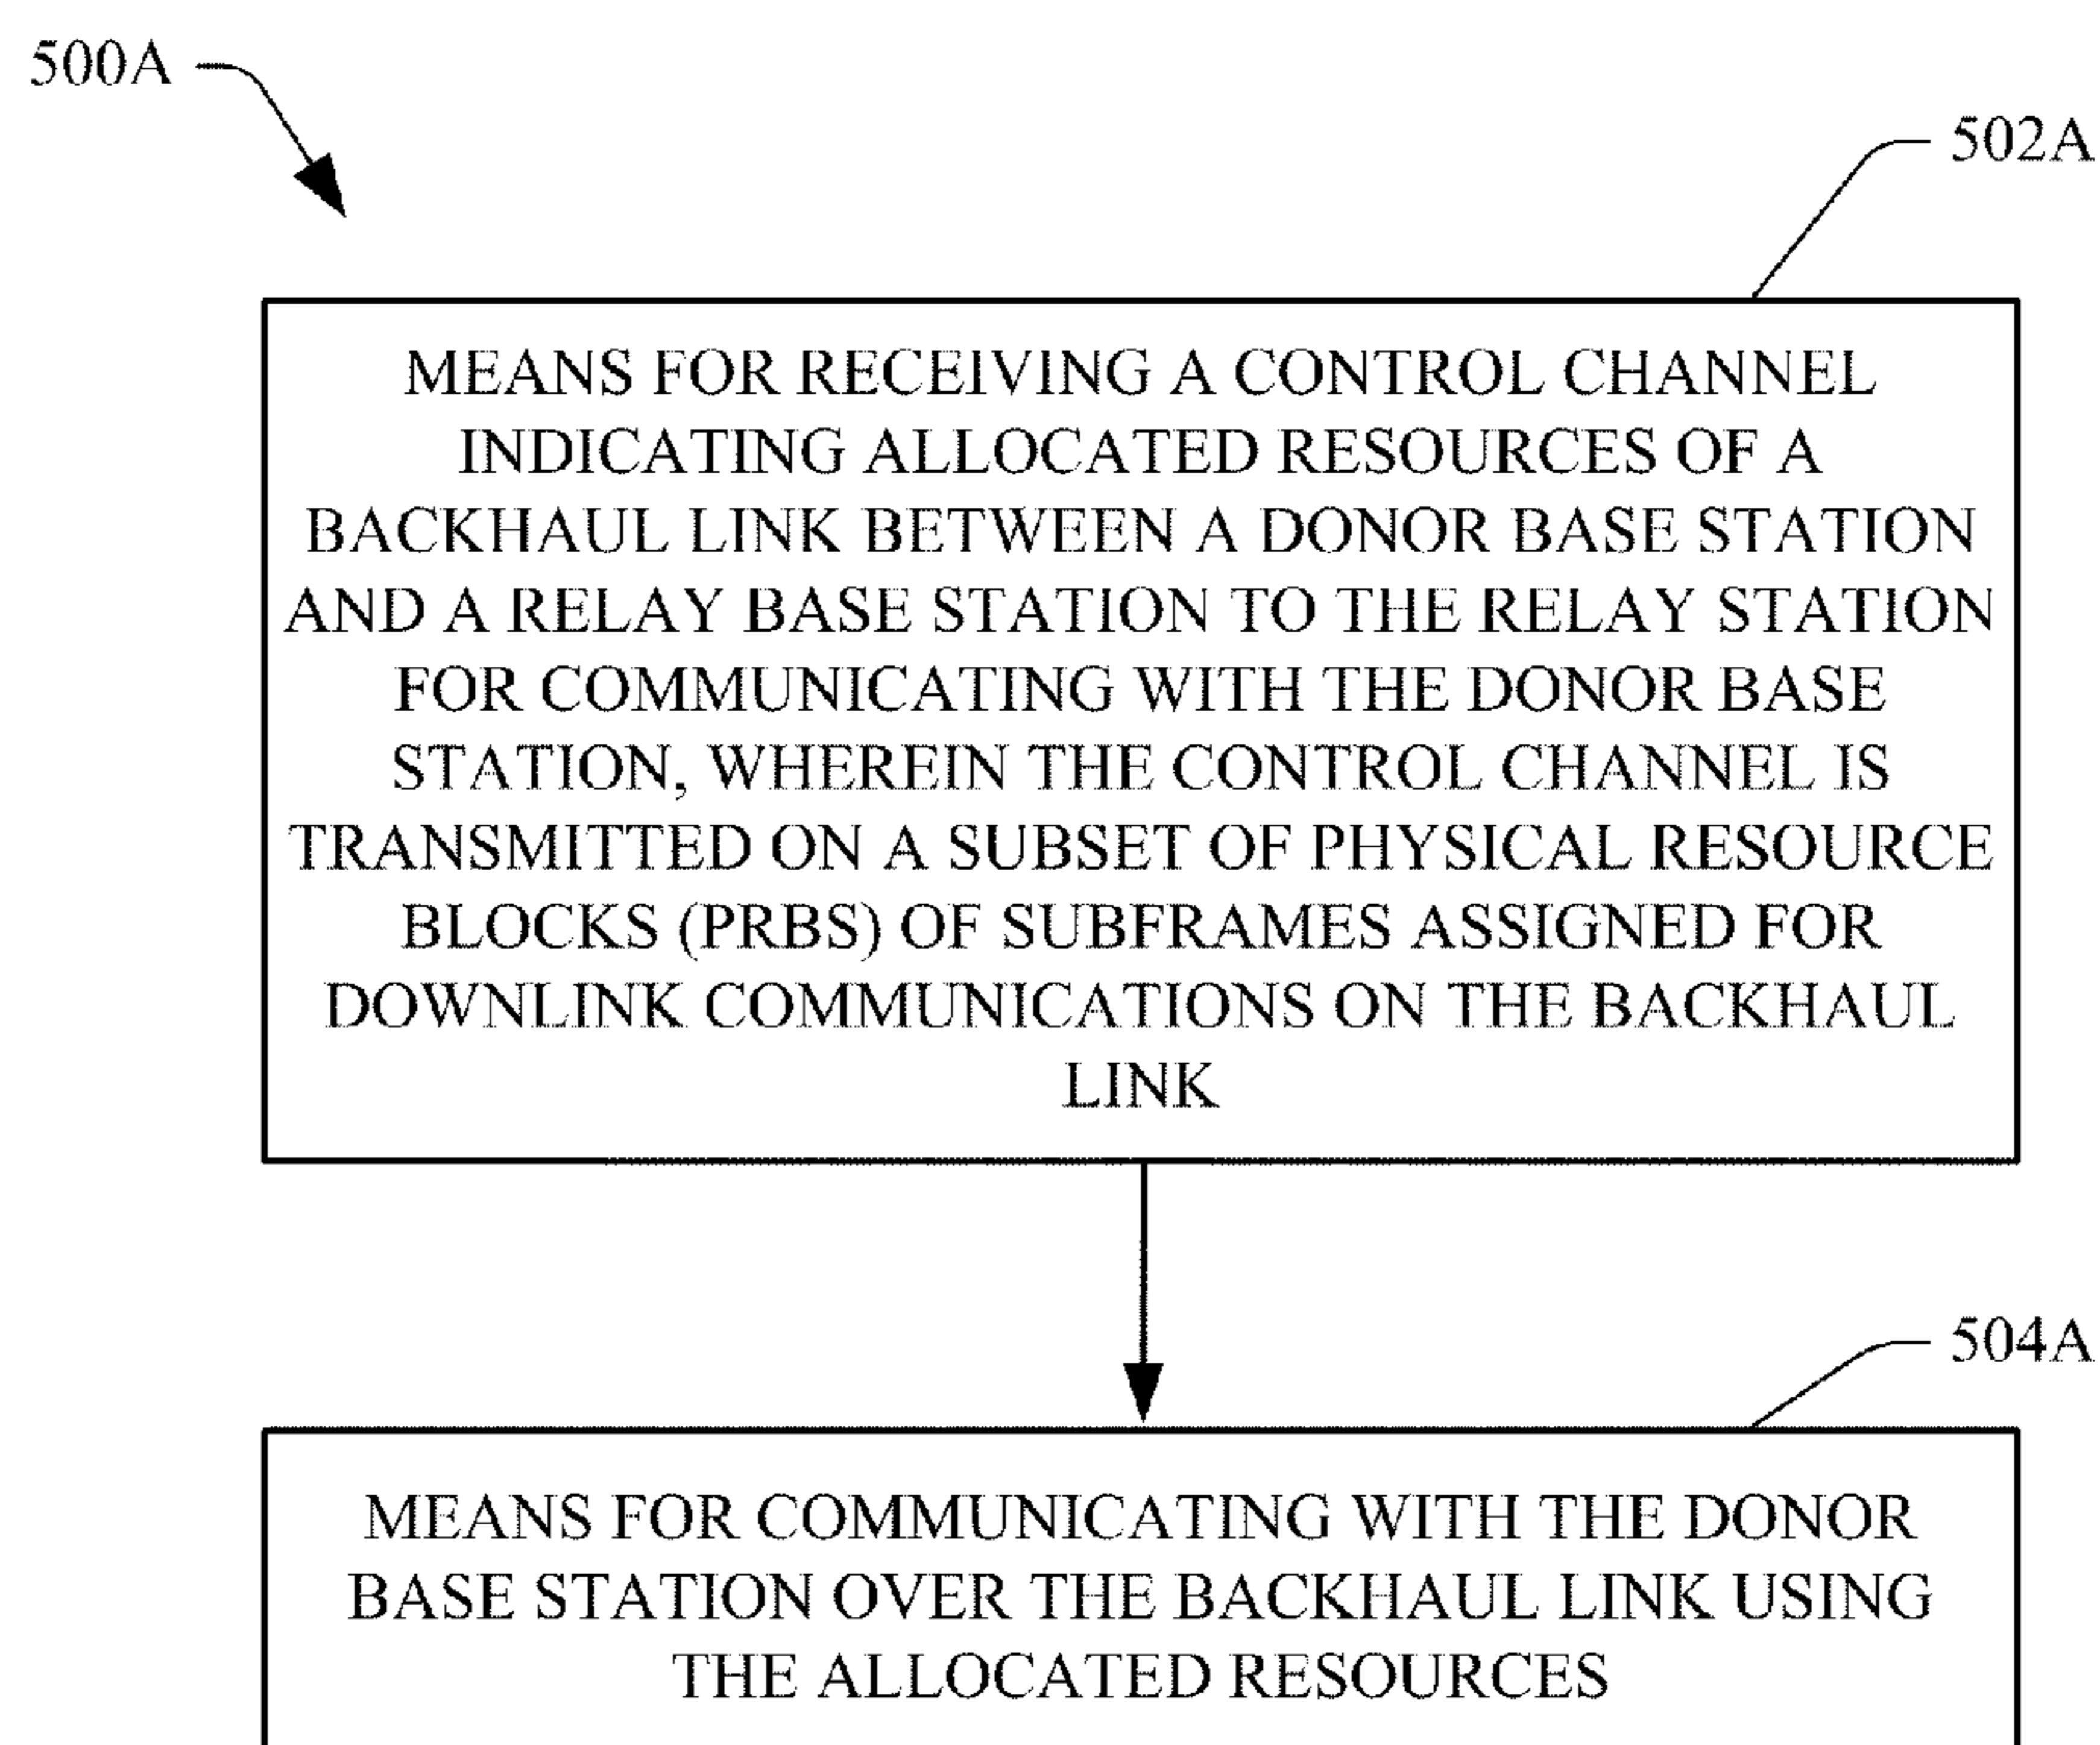 500A
502A
MEANS FOR RECEIVING A CONTROL CHANNEL
INDICATING ALLOCATED RESOURCES OF A
BACKHAUL LINK BETWEEN A DONOR BASE STATION
AND A RELAY BASE STATION TO THE RELAY STATION
FOR COMMUNICATING WITH THE DONOR BASE
STATION, WHEREIN THE CONTROL CHANNEL IS
TRANSMITTED ON A SUBSET OF PHYSICAL RESOURCE
BLOCKS (PRBS) OF SUBFRAMES ASSIGNED FOR
DOWNLINK COMMUNICATIONS ON THE BACKHAUL
LINK
504A
MEANS FOR COMMUNICATING WITH THE DONOR
BASE STATION OVER THE BACKHAUL LINK USING
THE ALLOCATED RESOURCES